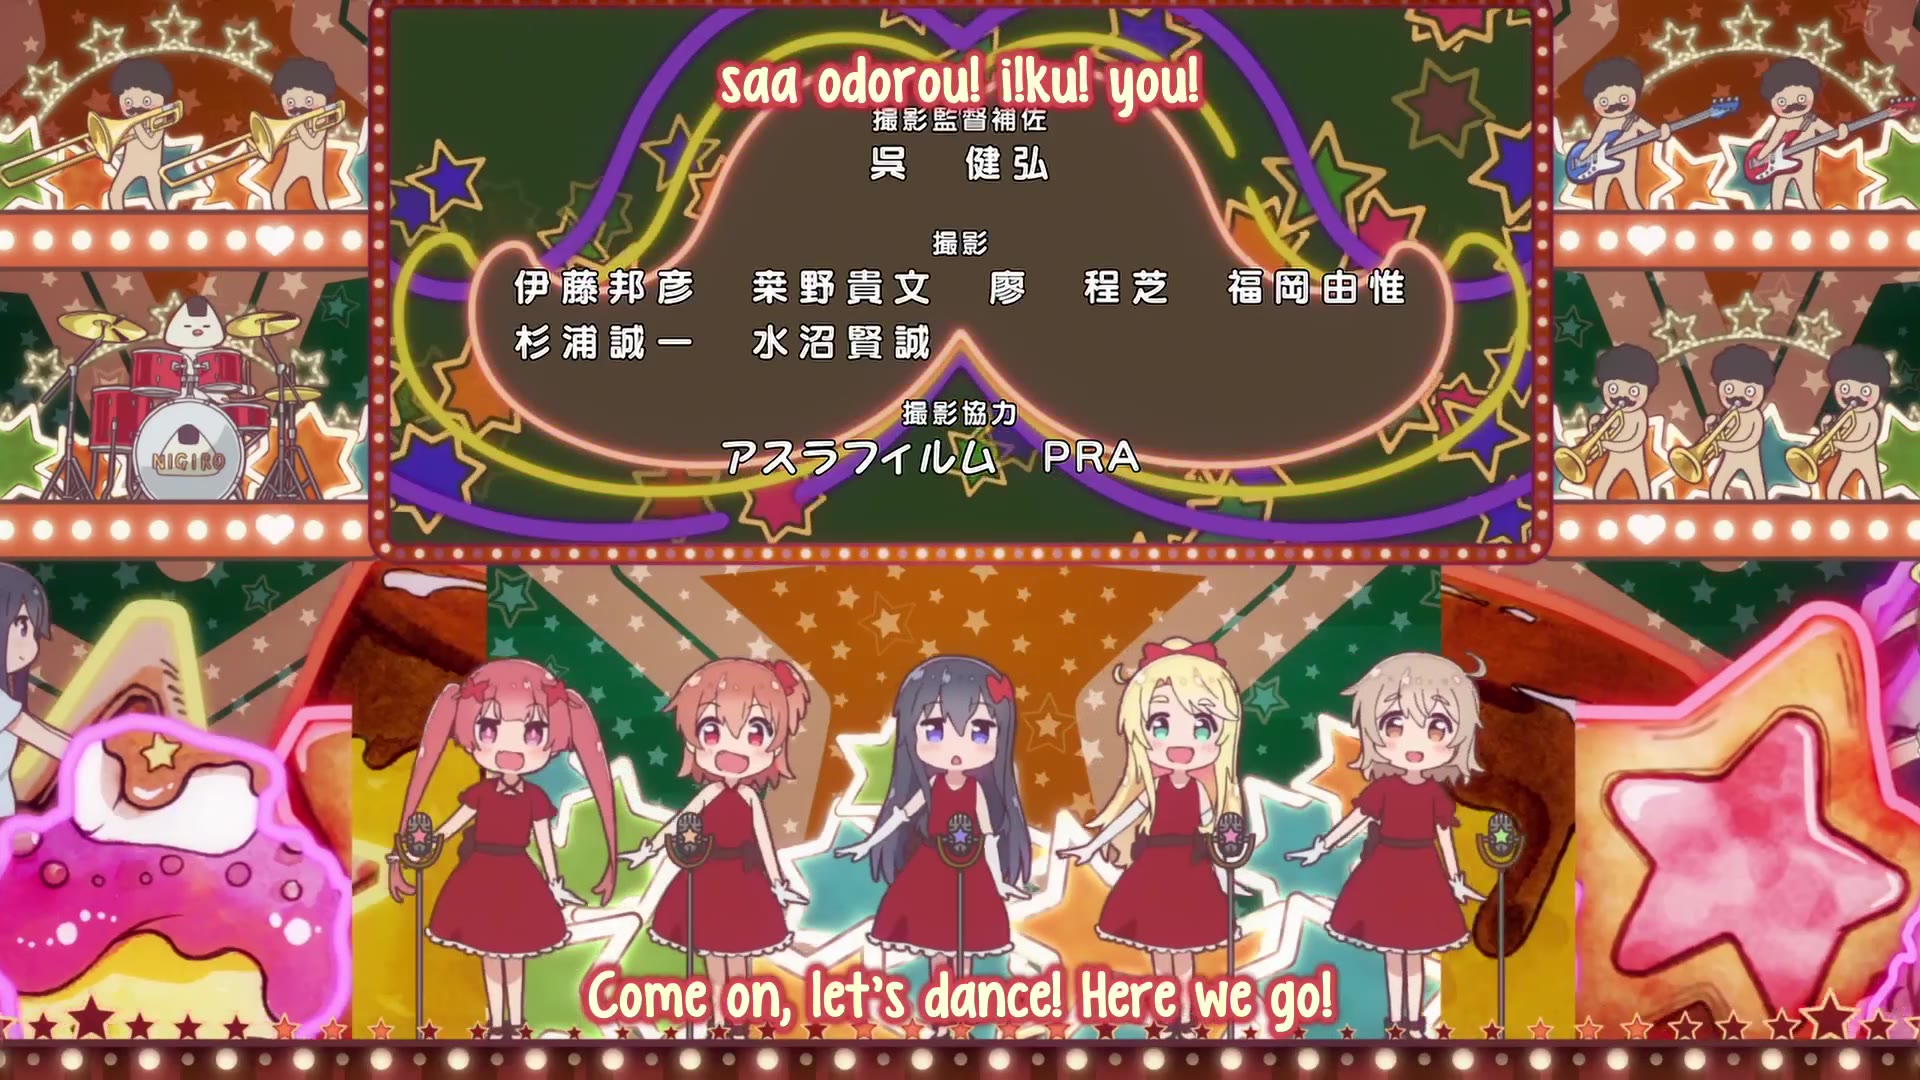 saa odorou! i!ku! you!
撮影監督補佐
呉 健弘
撮影
伊藤邦彦 桒野貴文 廖 程芝 福岡由惟
杉浦誠一 水沼賢誠
撮影協力
アスラフィルム PRA
NIGIRO
Come on, let's dance! Here we go!